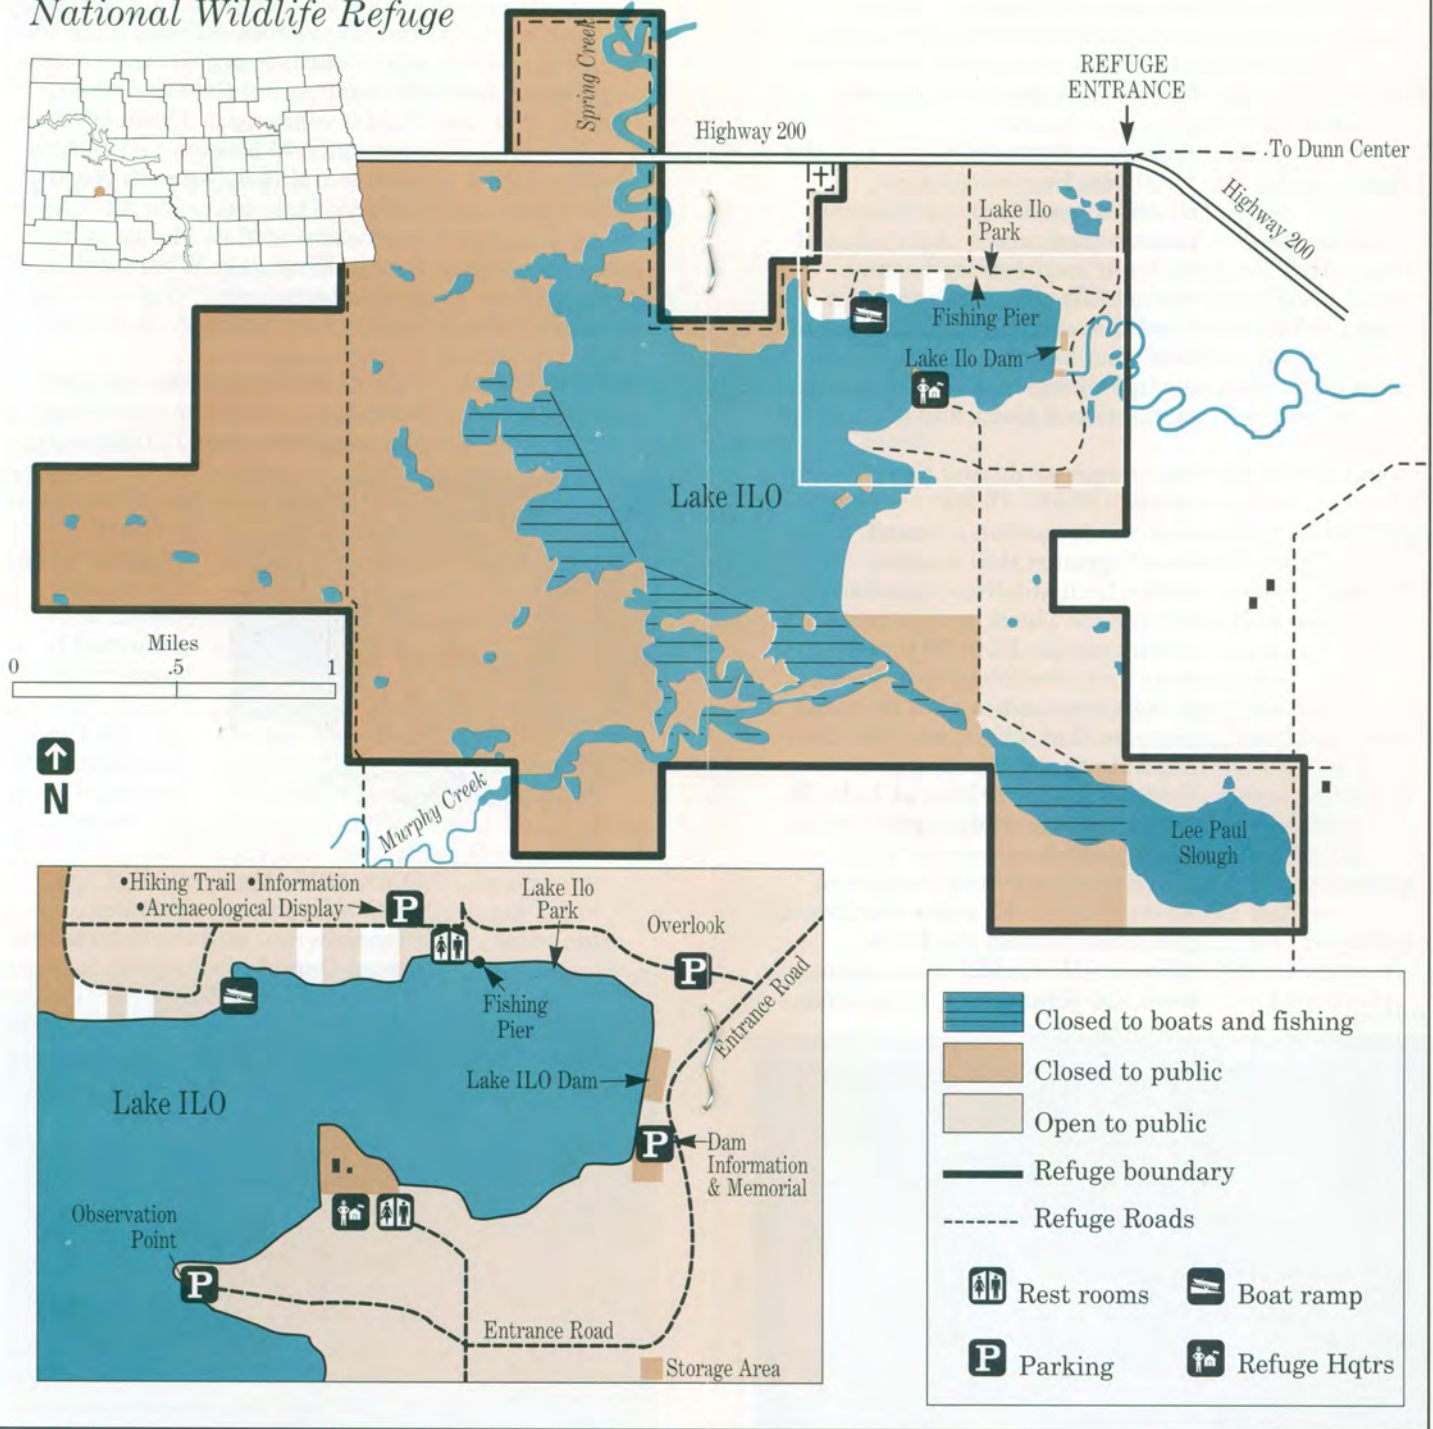 National Wildlife Refuge
Spring Creek
Highway 200
REFUGE
ENTRANCE
To Dunn Center
Highway 200
Lake Ilo
Park
Fishing Pier
Lake Ilo Dam
Lake ILO
Miles
0 .5 1
N
Murphy Creek
Lee Paul
Slough
•Hiking Trail •Information
•Archaeological Display
P
Lake Ilo
Park
Overlook
P
Entrance Road
Fishing
Pier
Lake ILO Dam
Lake ILO
P
Dam
Information
& Memorial
Observation
Point
P
Entrance Road
Storage Area
Closed to boats and fishing
Closed to public
Open to public
Refuge boundary
Refuge Roads
Rest rooms
Boat ramp
P Parking
Refuge Hqtrs